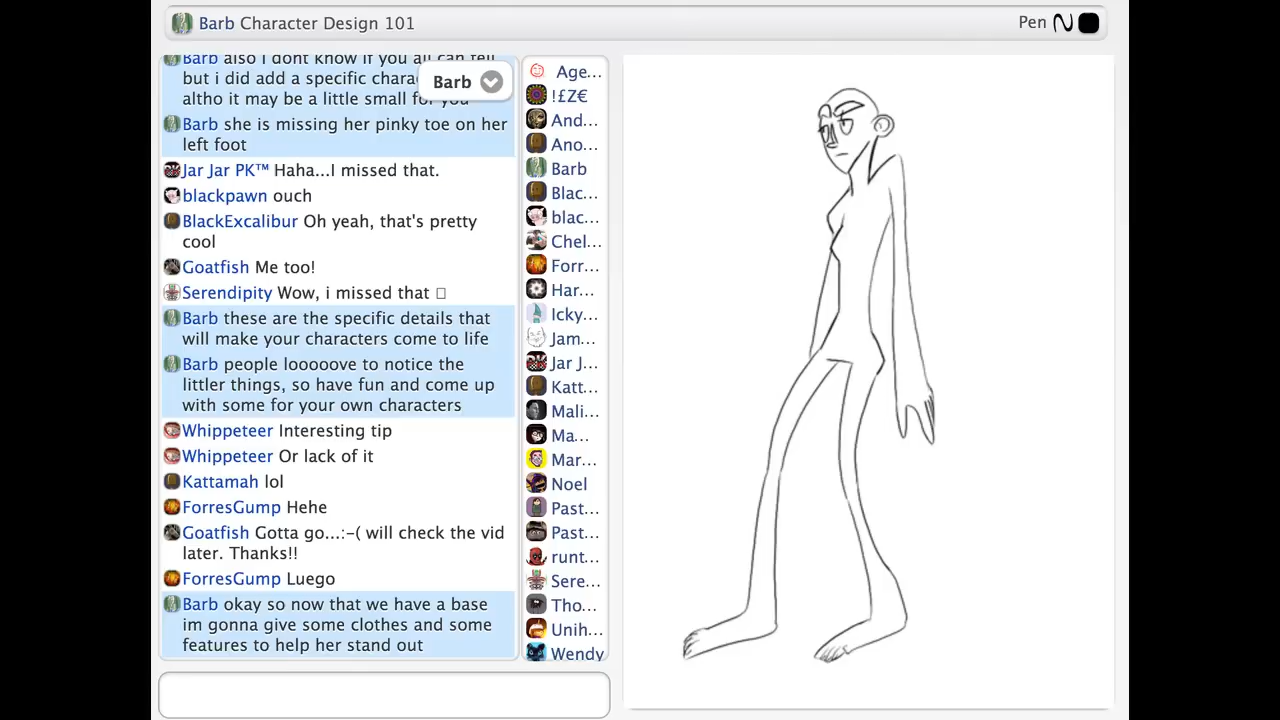 Barb Character Design 101
Pen
Barb also i dont know if you all can tell
but i did add a specific charac
altho it may be a little small for you
Barb
Barb she is missing her pinky toe on her
left foot
Jar Jar PK™ Haha...I missed that.
blackpawn ouch
BlackExcalibur Oh yeah, that's pretty
cool
Goatfish Me too!
Serendipity Wow, i missed that
Barb these are the specific details that
will make your characters come to life
Barb people looooove to notice the
littler things, so have fun and come up
with some for your own characters
Whippeteer Interesting tip
Whippeteer Or lack of it
Kattamah lol
ForresGump Hehe
Goatfish Gotta go...:-( will check the vid
later. Thanks!!
ForresGump Luego
Barb okay so now that we have a base
im gonna give some clothes and some
features to help her stand out
Age...
!£Z€
And...
Ano...
Barb
Blac...
blac...
Chel...
Forr...
Har...
Icky...
Jam...
Jar J...
Katt...
Mali...
Ma...
Mar...
Noel
Past...
Past...
runt...
Sere...
Tho...
Unih...
Wendy